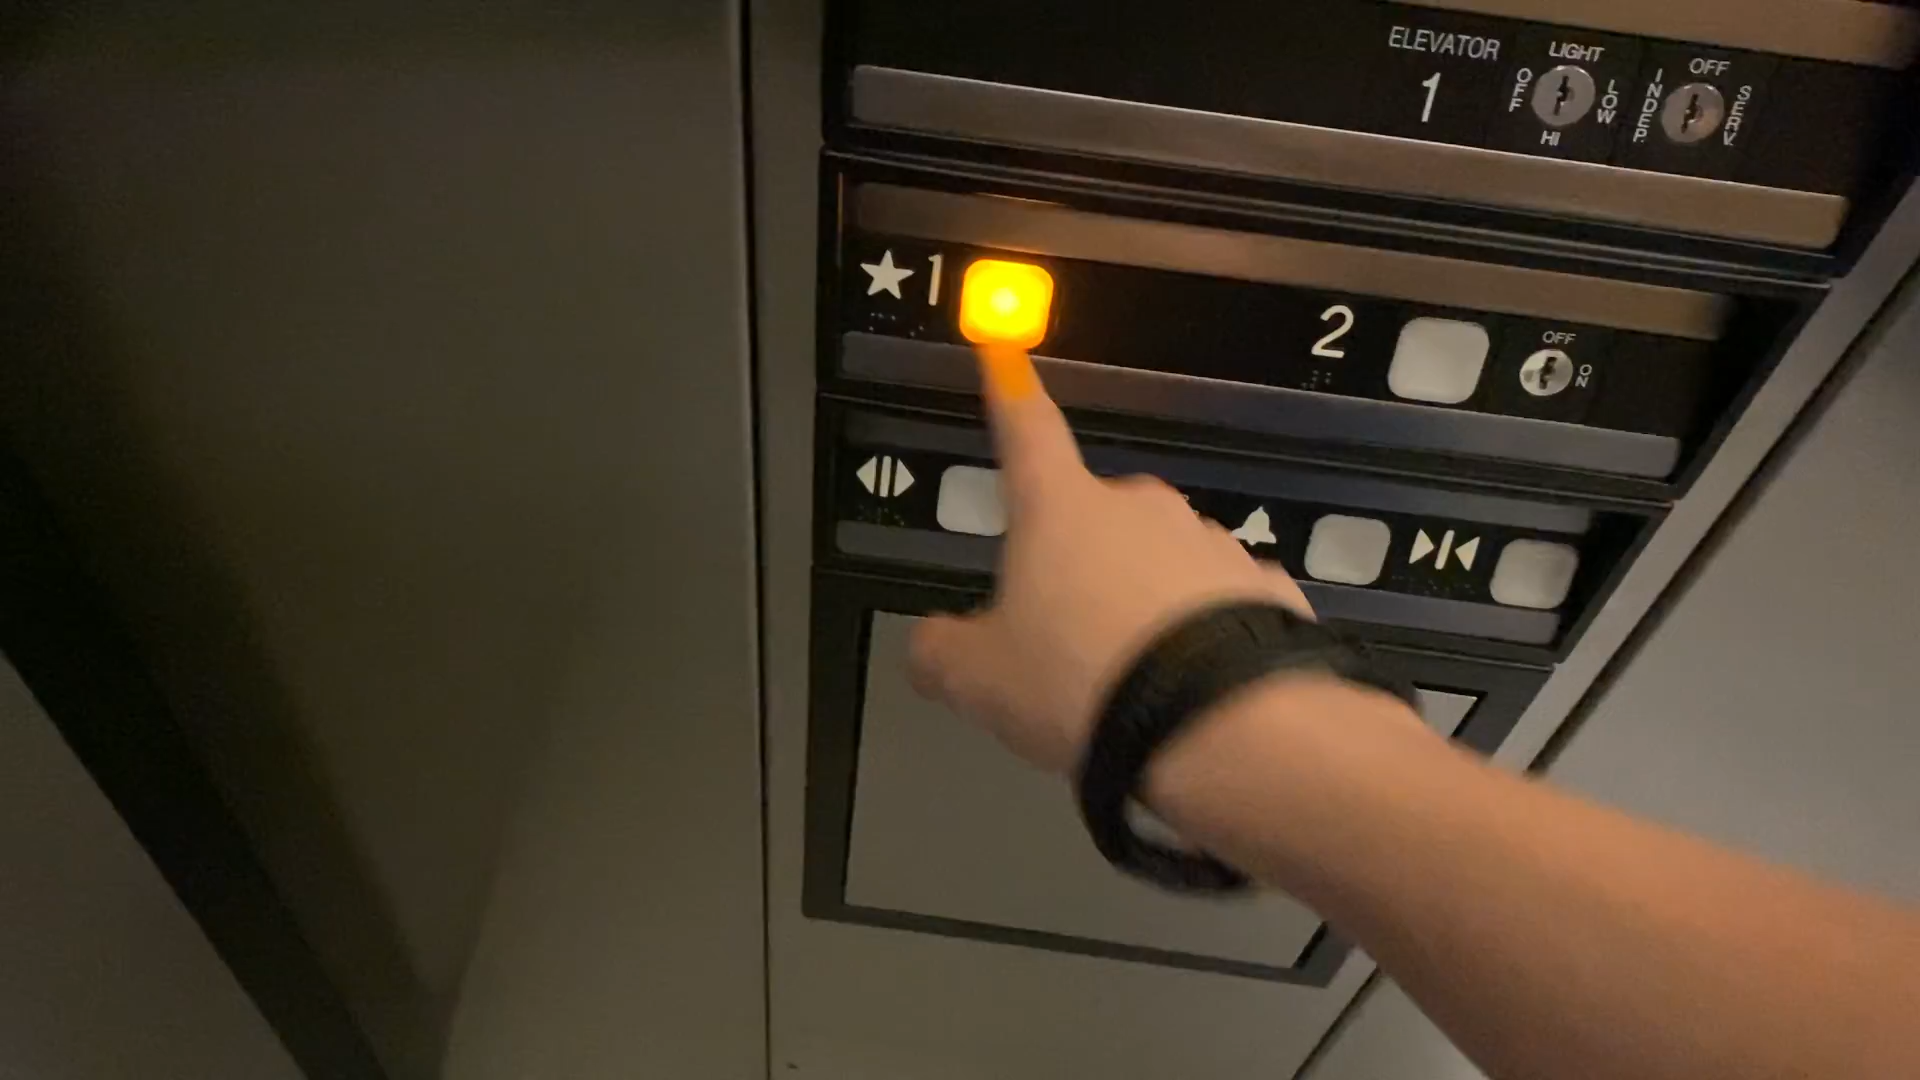 ELEVATOR
1
LIGHT
OFF
LOW
HI
OFF
INDEP
SERV
★1
2
OFF
ON